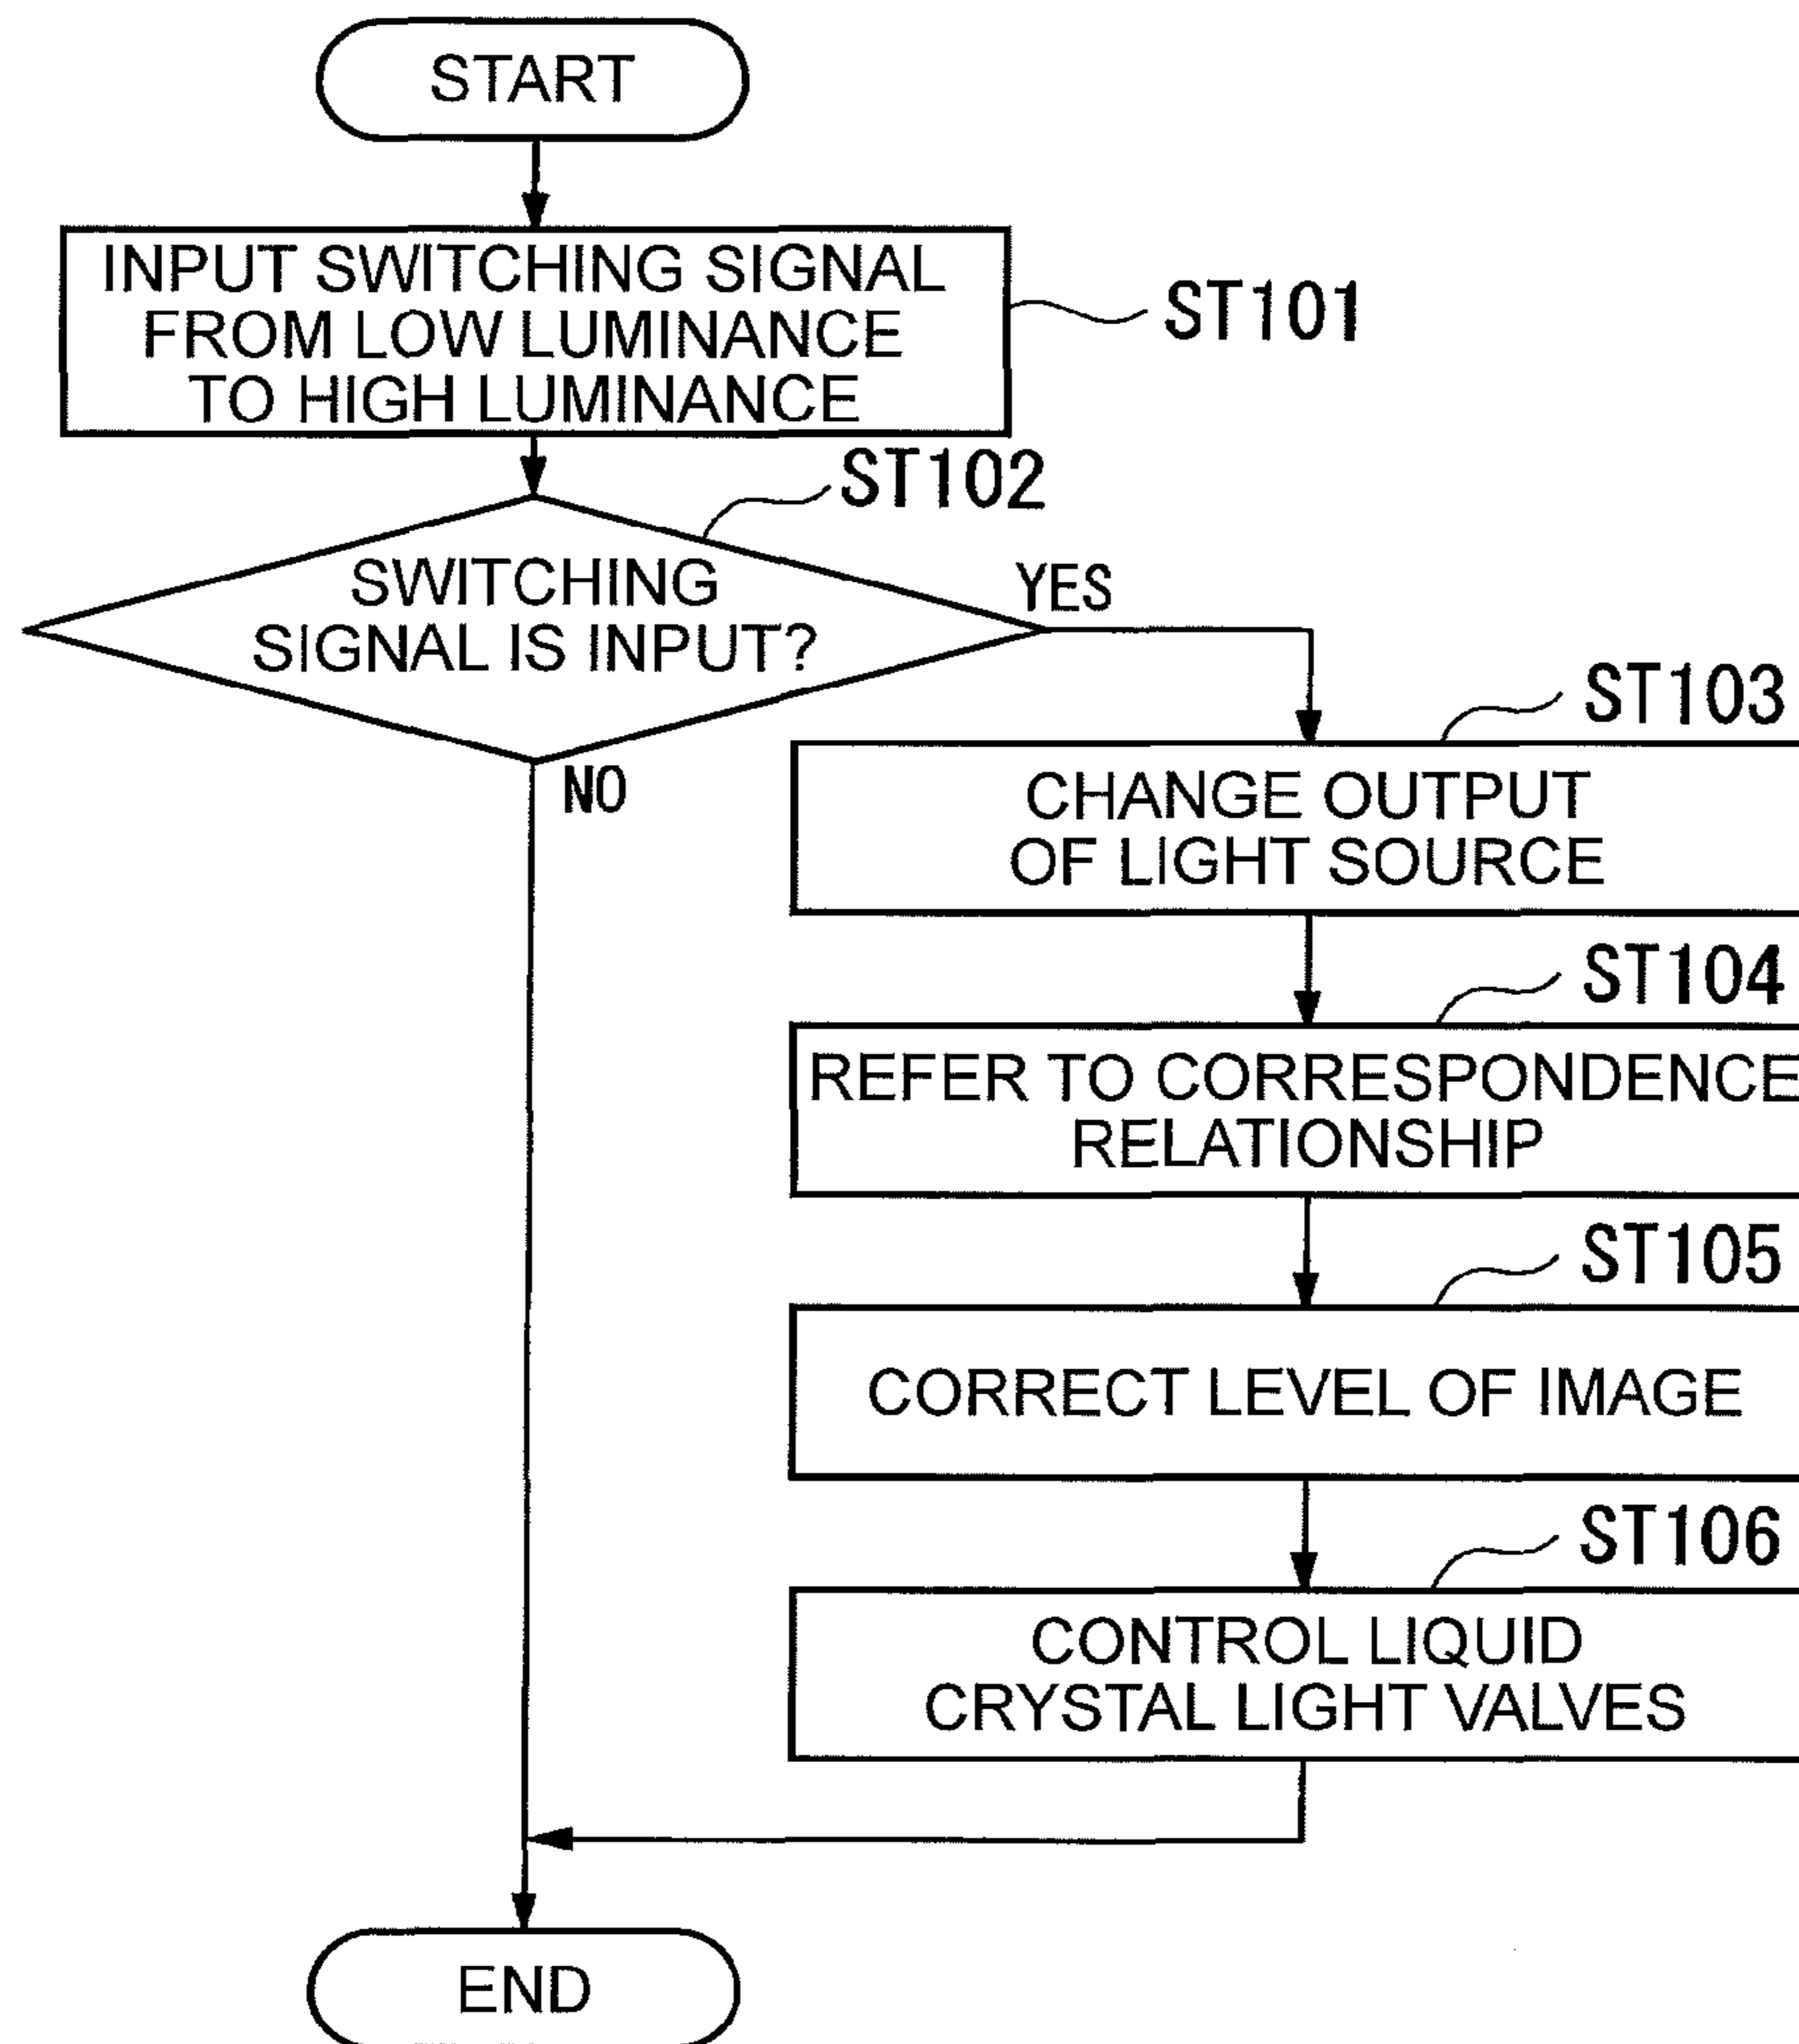 START
INPUT SWITCHING SIGNAL
FROM LOW LUMINANCE
TO HIGH LUMINANCE
ST101
ST102
SWITCHING
SIGNAL IS INPUT?
YES
NO
ST103
CHANGE OUTPUT
OF LIGHT SOURCE
ST104
REFER TO CORRESPONDENCE
RELATIONSHIP
ST105
CORRECT LEVEL OF IMAGE
ST106
CONTROL LIQUID
CRYSTAL LIGHT VALVES
END